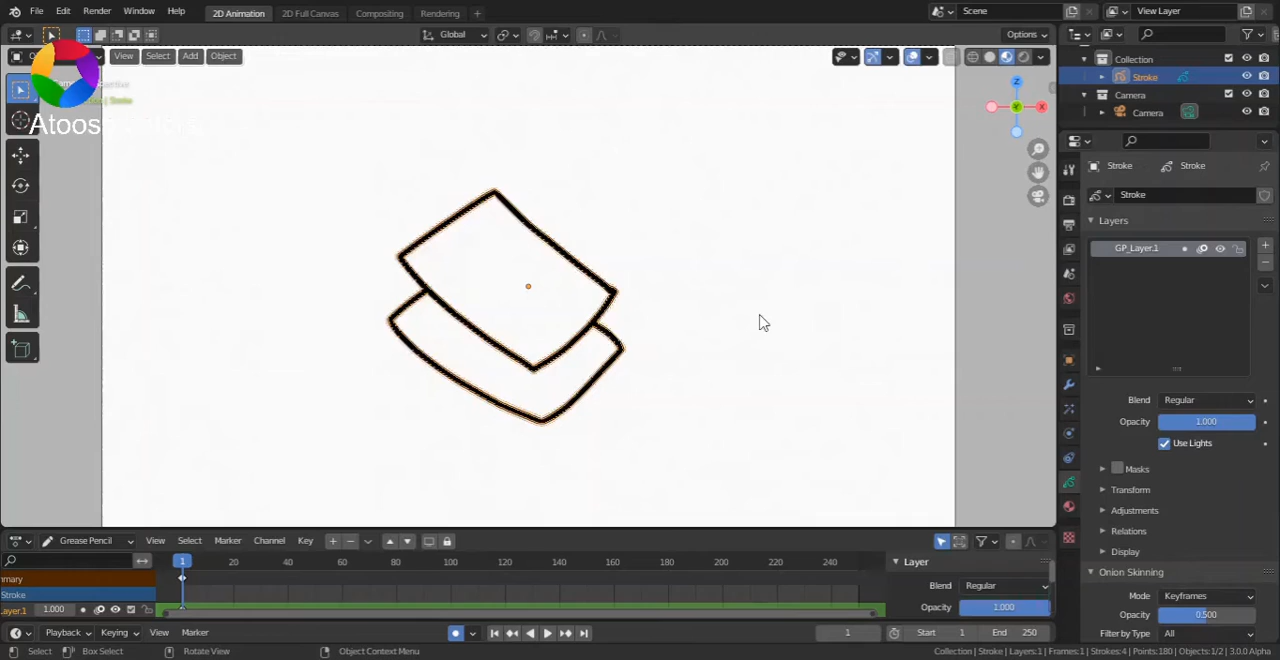 File Edit Render Window Help 2D Animation 2D Full Canvas Compositing Rendering + Scene View Layer
Global Options
View Select Add Object
Collection
Stroke
Camera
Camera
Stroke Stroke
Stroke
Layers
GP_Layer.1
Blend Regular
Opacity 1.000
Use Lights
Masks
Transform
Adjustments
Relations
Display
Onion Skinning
Mode Keyframes
Opacity 0.500
Filter by Type All
Z
Y
X
Grease Pencil View Select Marker Channel Key
1 20 40 60 80 100 120 140 160 180 200 220 240
mmary
Stroke
Layer.1 1.000
Layer
Blend Regular
Opacity 1.000
Playback Keying View Marker 1 Start 1 End 250
Select Box Select Rotate View Object Context Menu Collection | Stroke | Layers:1 | Frames:1 | Strokes:4 | Points:180 | Objects:1/2 | 3.0.0 Alpha